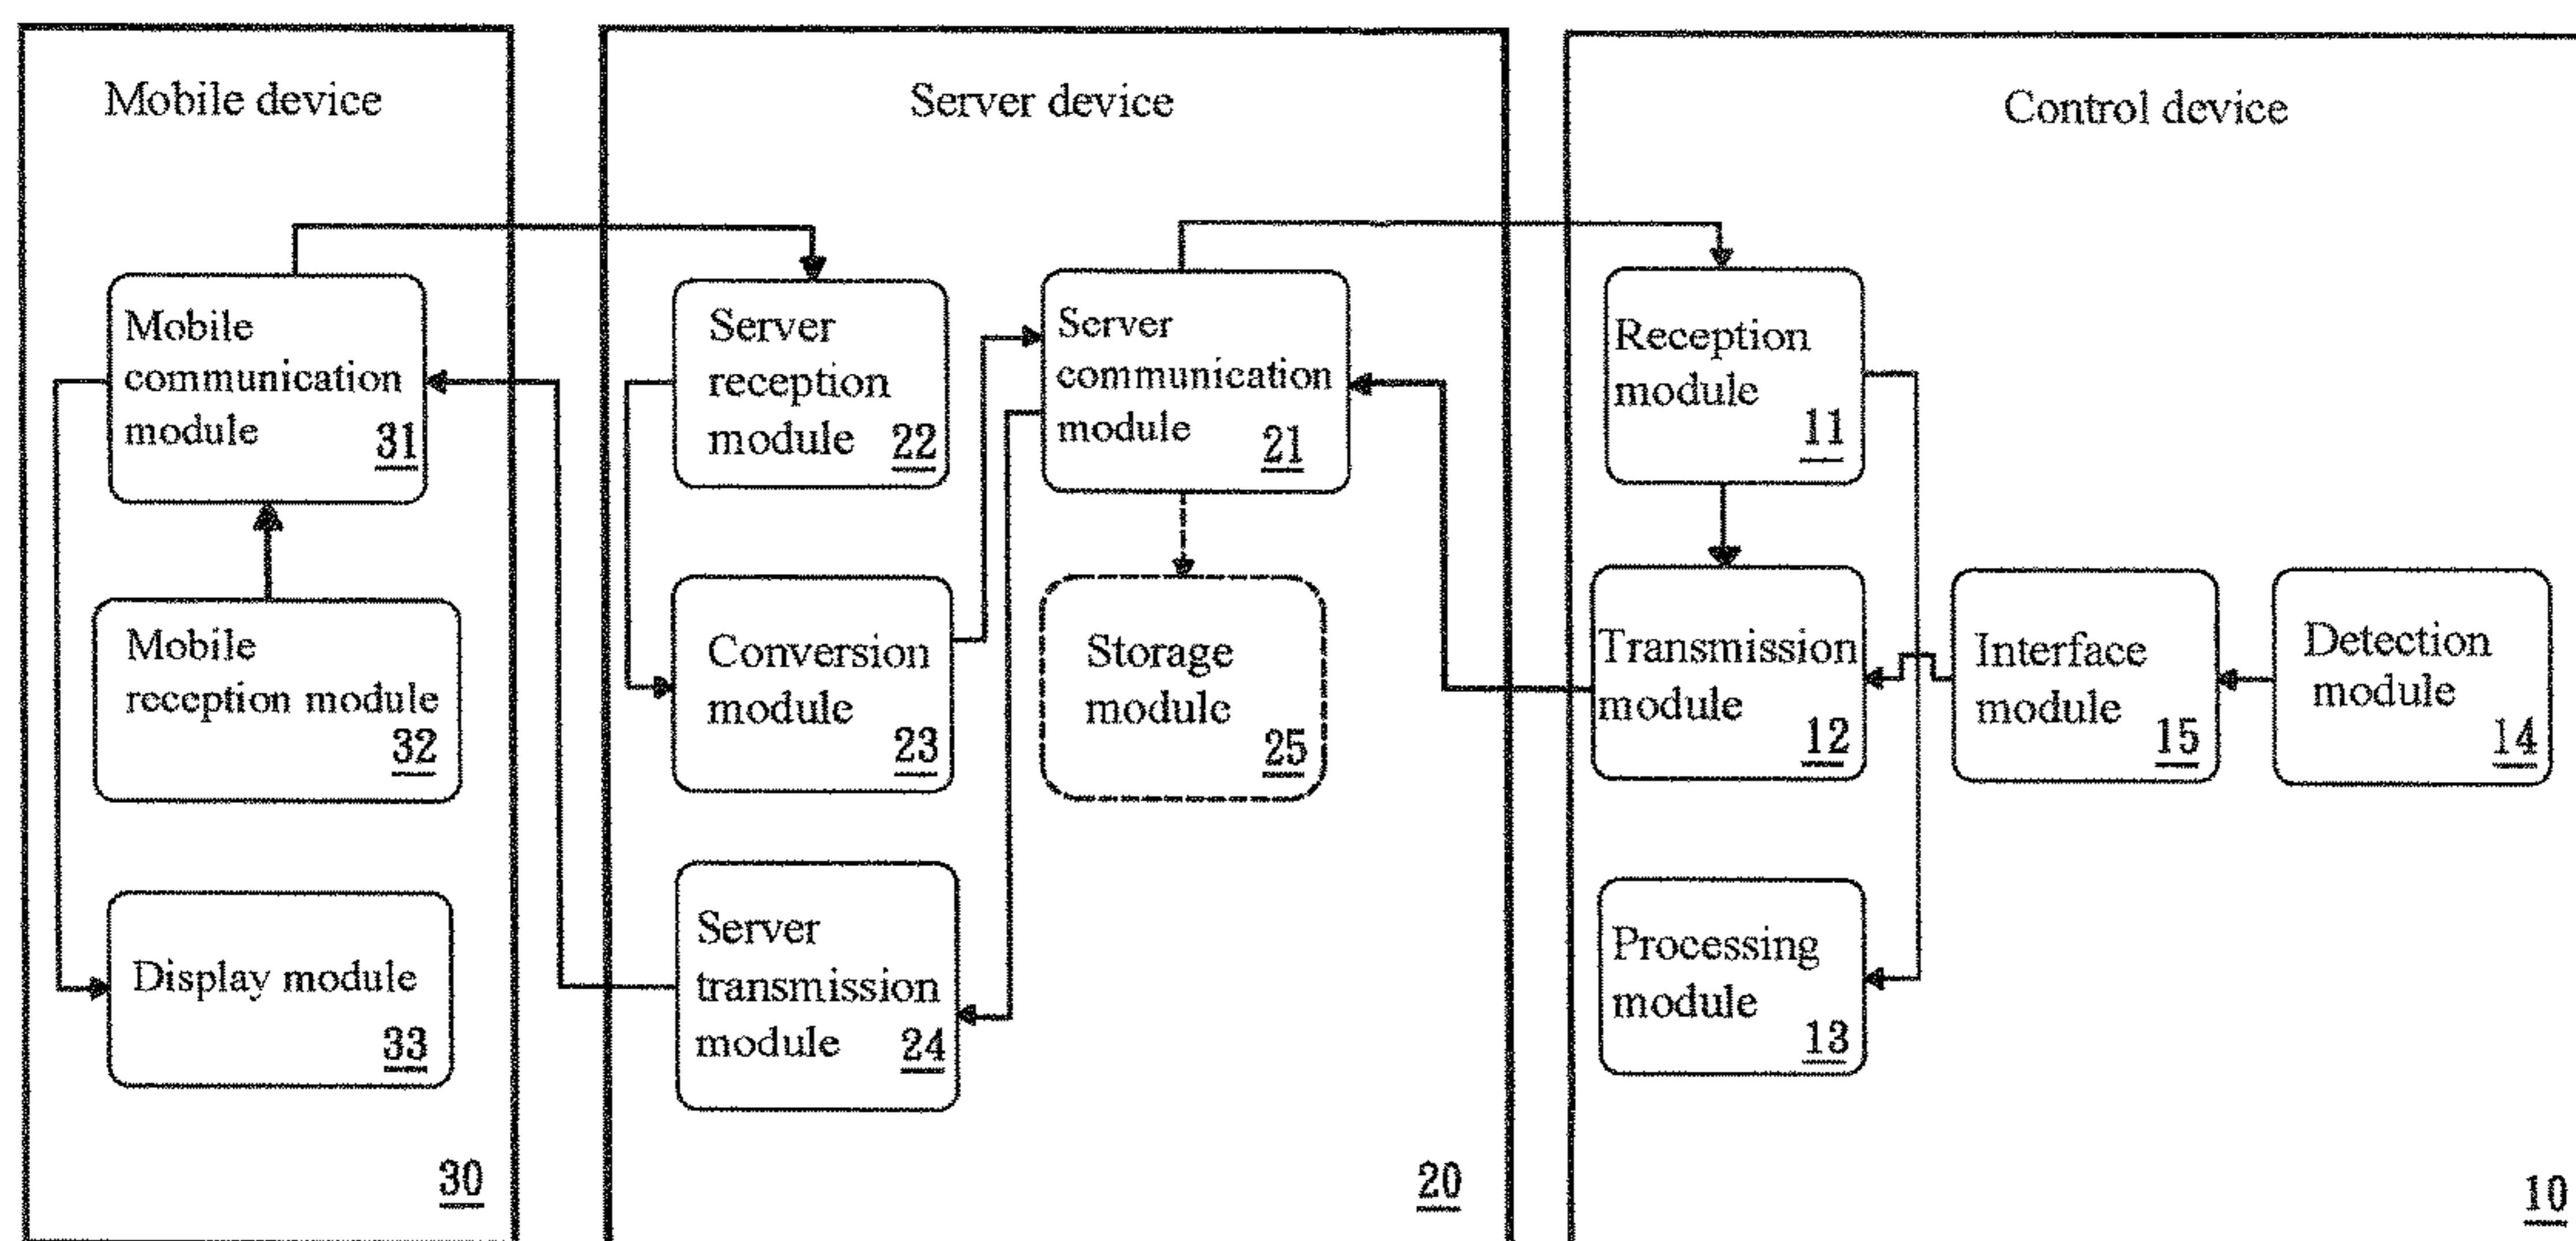 Mobile device
Mobile
communication
module
31
Mobile
reception module
32
Display module
33
30
Server device
Server
reception
module
22
Server
communication
module
21
Conversion
module
23
Storage
module
25
Server
transmission
module
24
20
Control device
Reception
module
11
Transmission
module
12
Interface
module
15
Detection
module
14
Processing
module
13
10